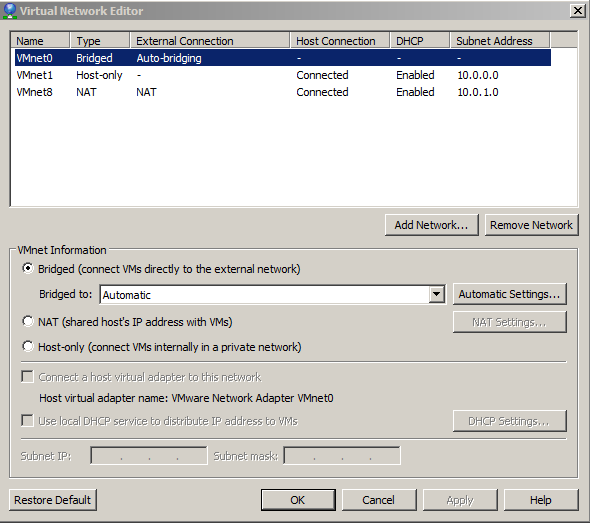 Virtual Network Editor
Name Type External Connection Host Connection DHCP Subnet Address
VMnet0 Bridged Auto-bridging - - -
VMnet1 Host-only - Connected Enabled 10.0.0.0
VMnet8 NAT NAT Connected Enabled 10.0.1.0
Add Network... Remove Network
VMnet Information
Bridged (connect VMs directly to the external network)
Bridged to: Automatic Automatic Settings...
NAT (shared host's IP address with VMs) NAT Settings...
Host-only (connect VMs internally in a private network)
Connect a host virtual adapter to this network
Host virtual adapter name: VMware Network Adapter VMnet0
Use local DHCP service to distribute IP address to VMs DHCP Settings...
Subnet IP: . . . Subnet mask: . . .
Restore Default OK Cancel Apply Help